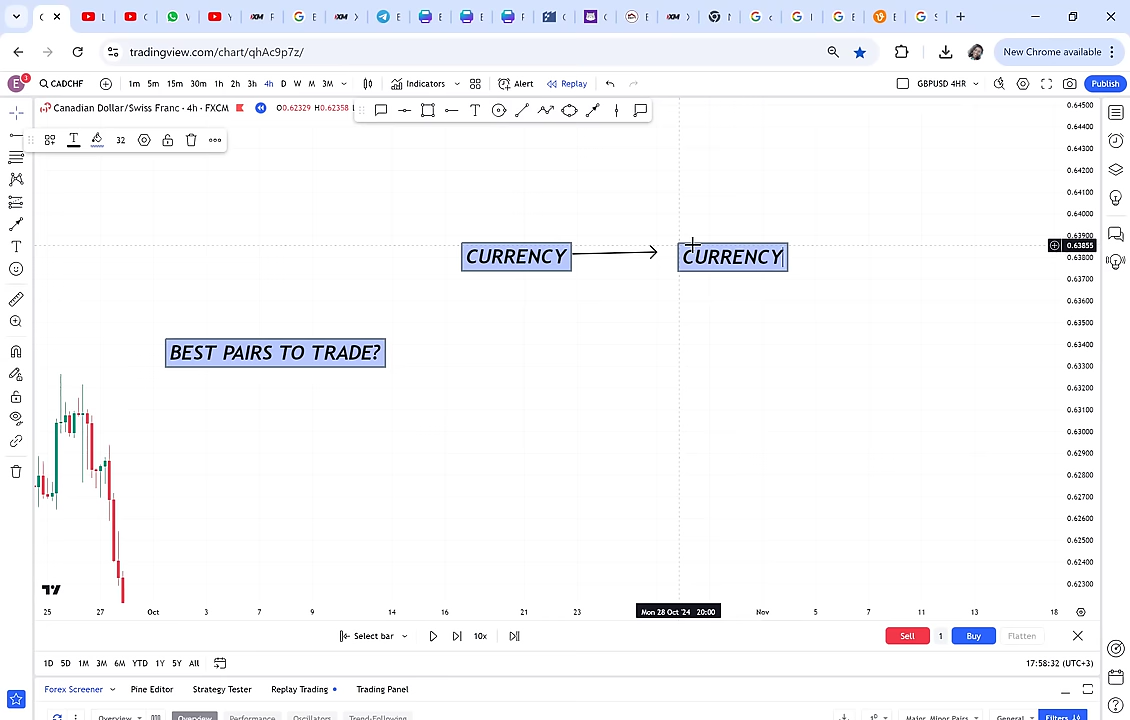 tradingview.com/chart/qhAc9p7z/
New Chrome available
E
3
CADCHF
1m 5m 15m 30m 1h 2h 3h 4h D W M 3M
Indicators
Alert
Replay
GBPUSD 4HR
Publish
Canadian Dollar/Swiss Franc · 4h · FXCM
O0.62329 H0.62358
32
CURRENCY
CURRENCY
BEST PAIRS TO TRADE?
0.64500
0.64400
0.64300
0.64200
0.64100
0.64000
0.63900
0.63855
0.63800
0.63700
0.63600
0.63500
0.63400
0.63300
0.63200
0.63100
0.63000
0.62900
0.62800
0.62700
0.62600
0.62500
0.62400
0.62300
25 27 Oct 3 7 9 14 16 21 23 Mon 28 Oct '24 20:00 Nov 5 7 11 13 18
Select bar
10x
Sell
1
Buy
Flatten
1D 5D 1M 3M 6M YTD 1Y 5Y All
17:58:32 (UTC+3)
Forex Screener
Pine Editor
Strategy Tester
Replay Trading
Trading Panel
Overview
Overview
Performance
Oscillators
Trend-Following
Major, Minor Pairs
General
Filters